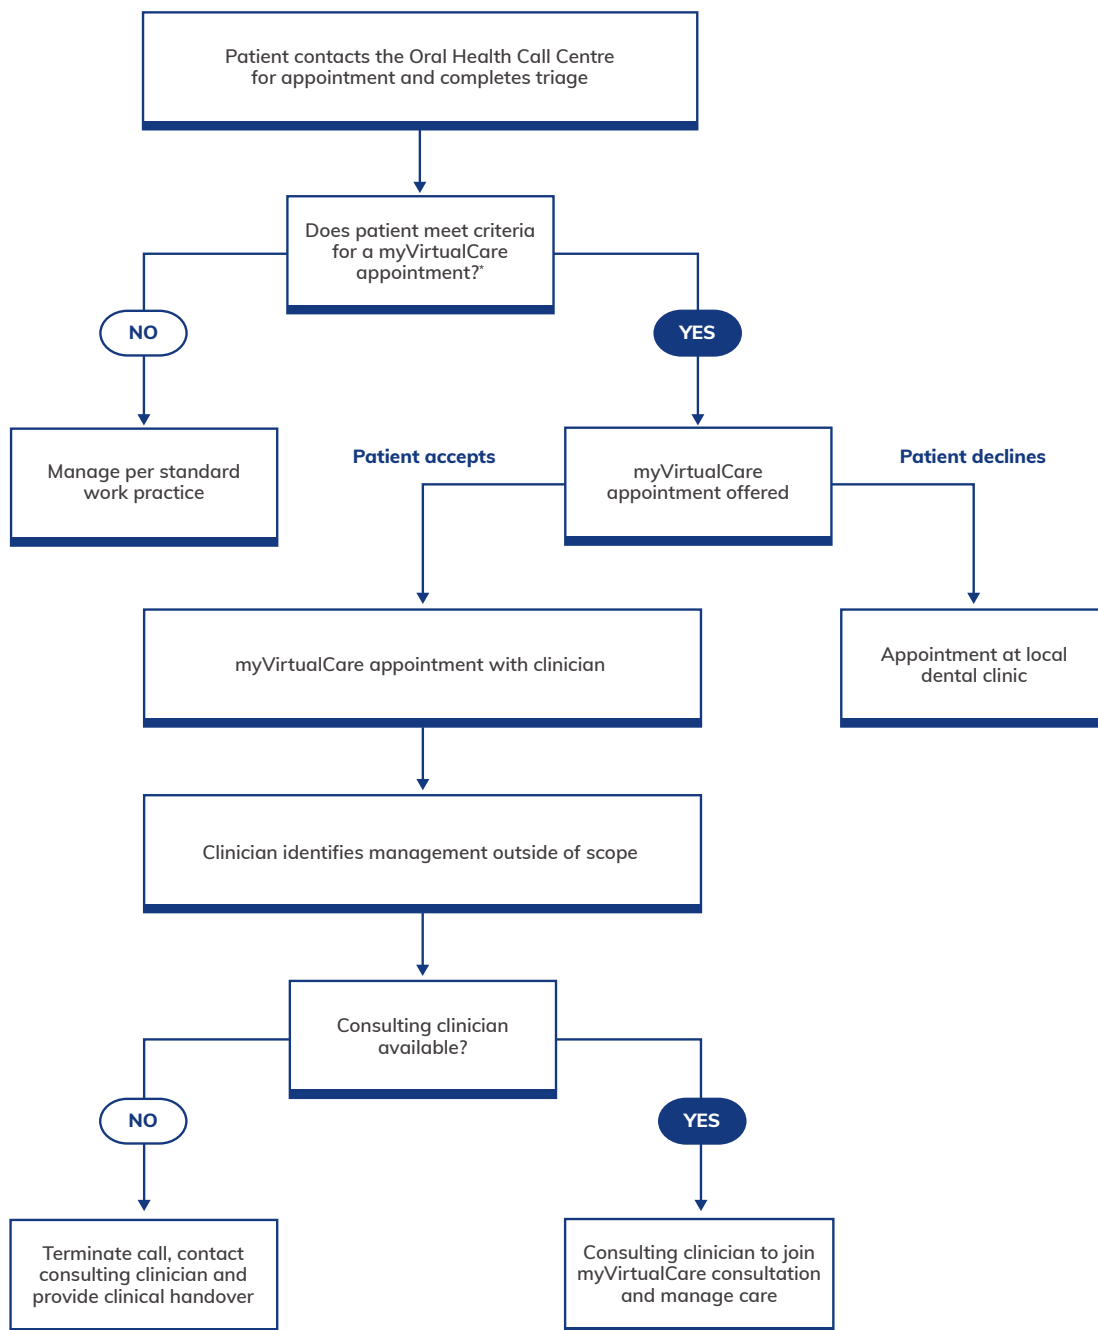 Patient contacts the Oral Health Call Centre
for appointment and completes triage
Does patient meet criteria
for a myVirtualCare
appointment?*
NO
YES
Manage per standard
work practice
Patient accepts
myVirtualCare
appointment offered
Patient declines
myVirtualCare appointment with clinician
Appointment at local
dental clinic
Clinician identifies management outside of scope
Consulting clinician
available?
NO
YES
Terminate call, contact
consulting clinician and
provide clinical handover
Consulting clinician to join
myVirtualCare consultation
and manage care